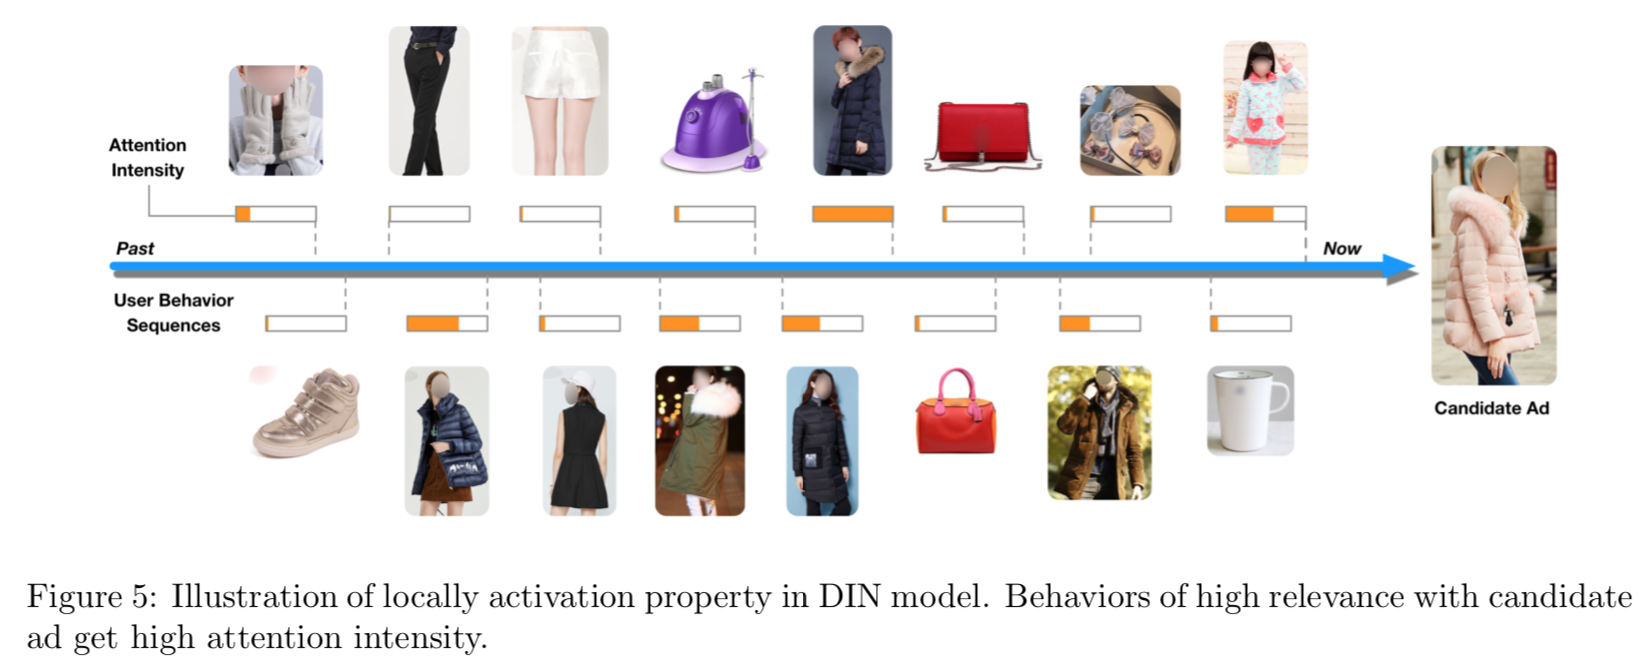 Attention
Intensity
Past
Now
User Behavior
Sequences
Candidate Ad
Figure 5: Illustration of locally activation property in DIN model. Behaviors of high relevance with candidate
ad get high attention intensity.